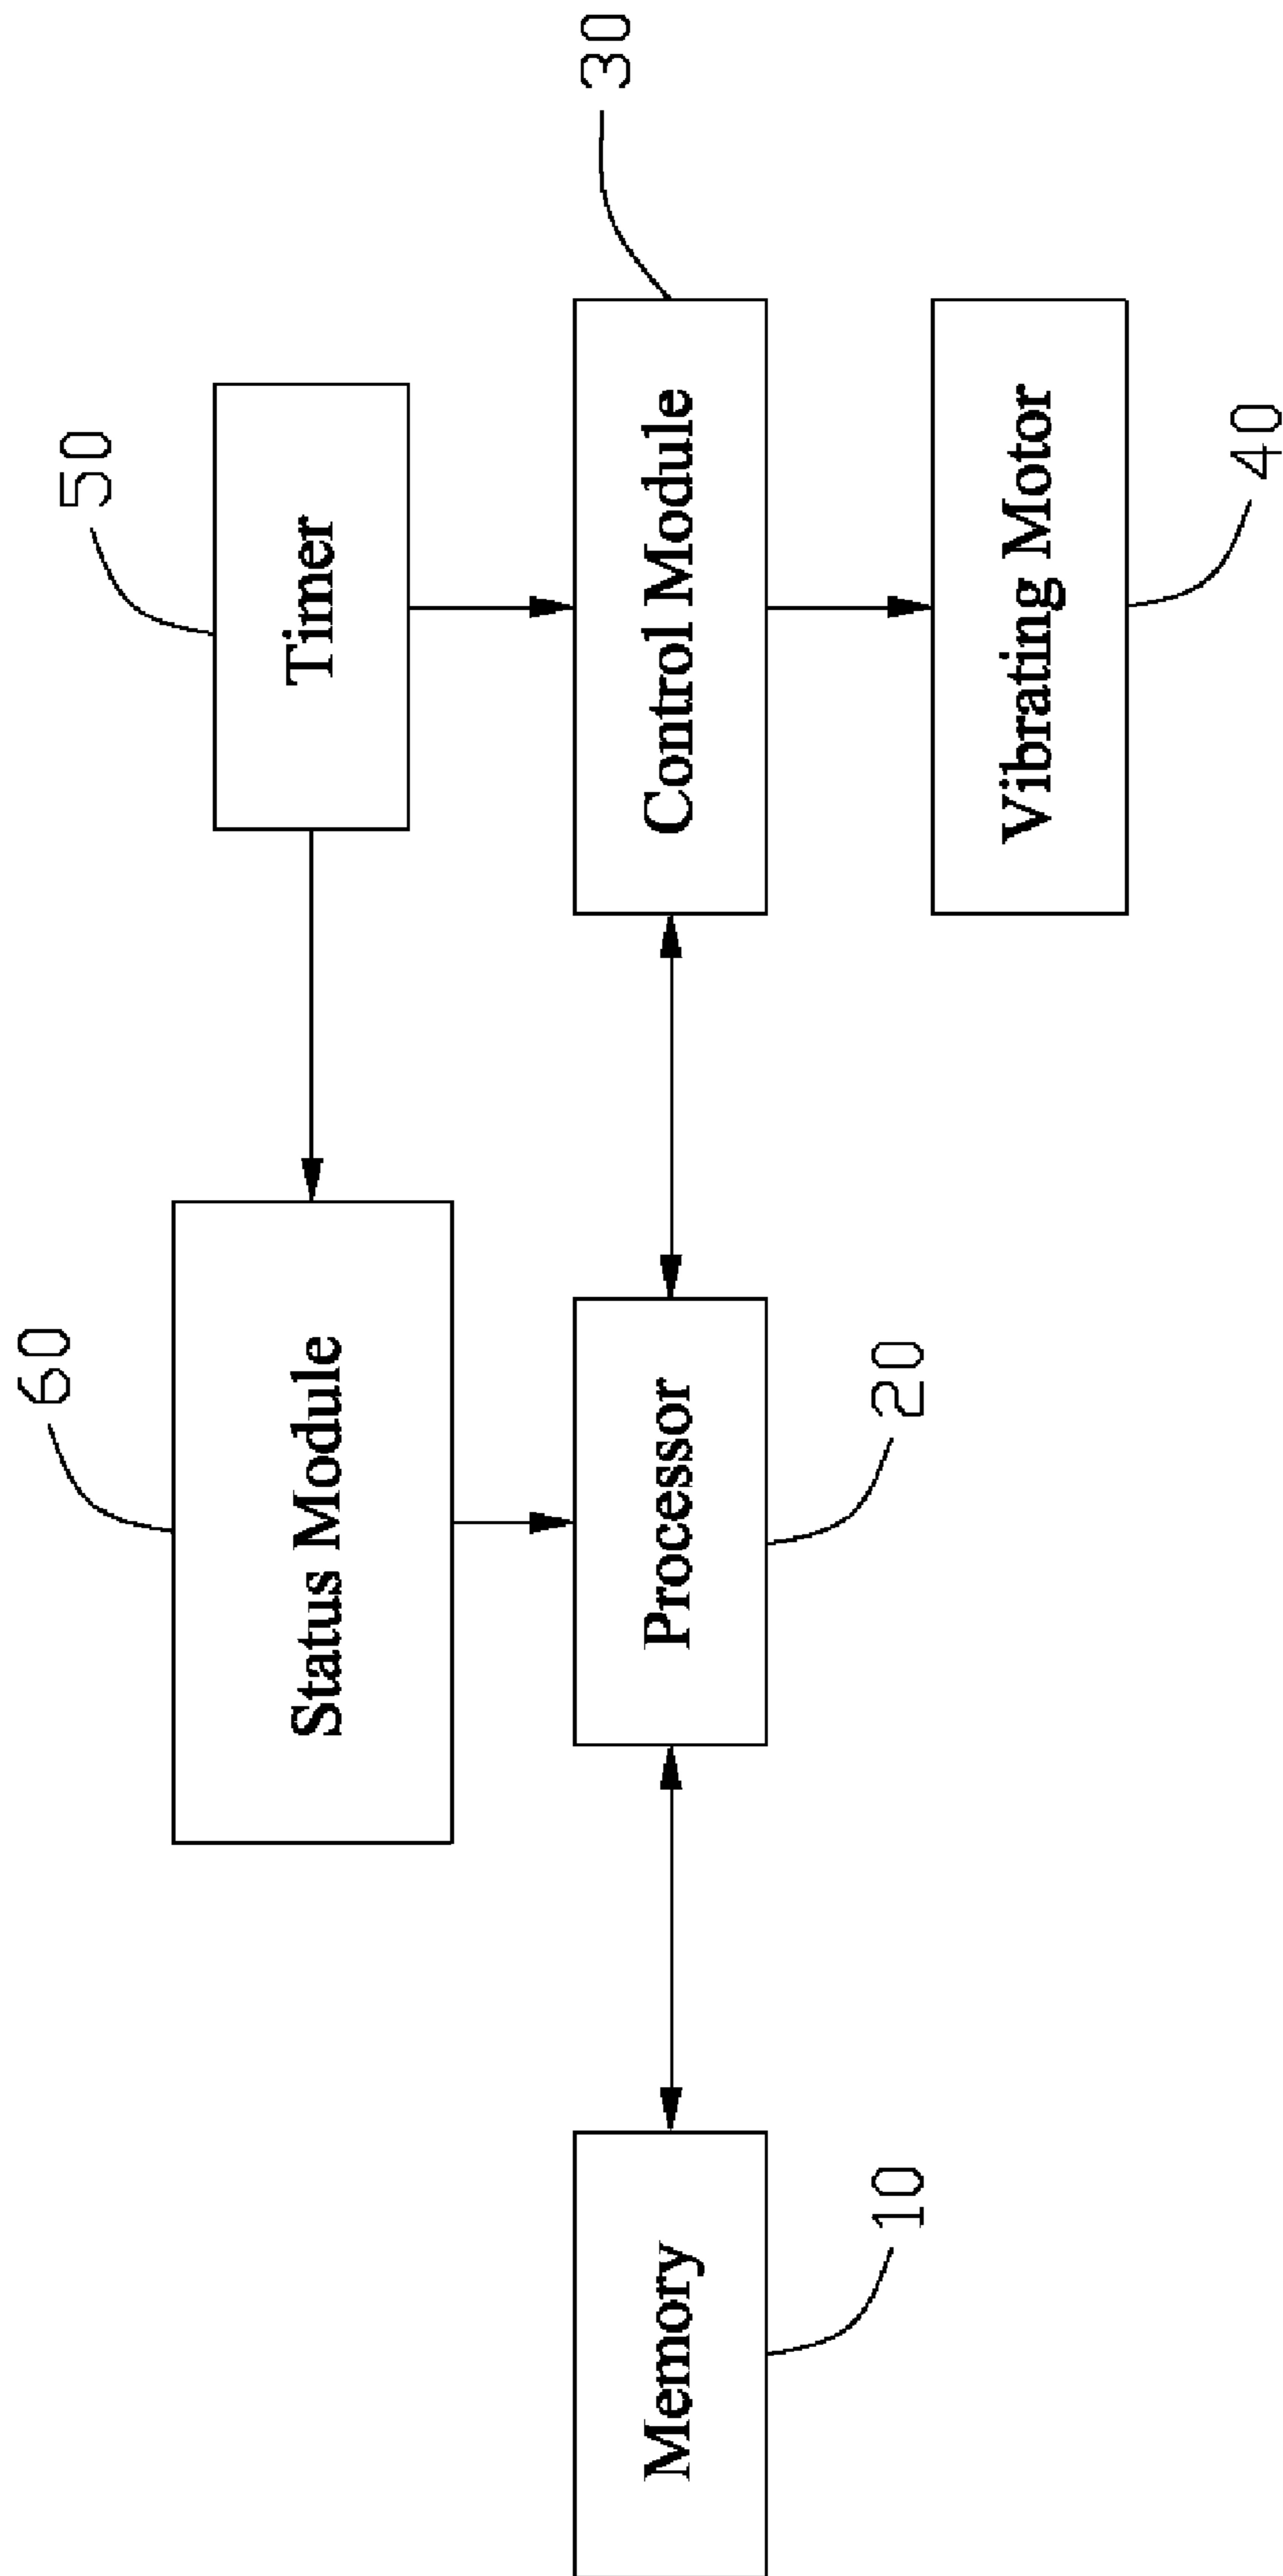 60
50
Status Module
Timer
30
Memory
Processor
Control Module
10
20
Vibrating Motor
40